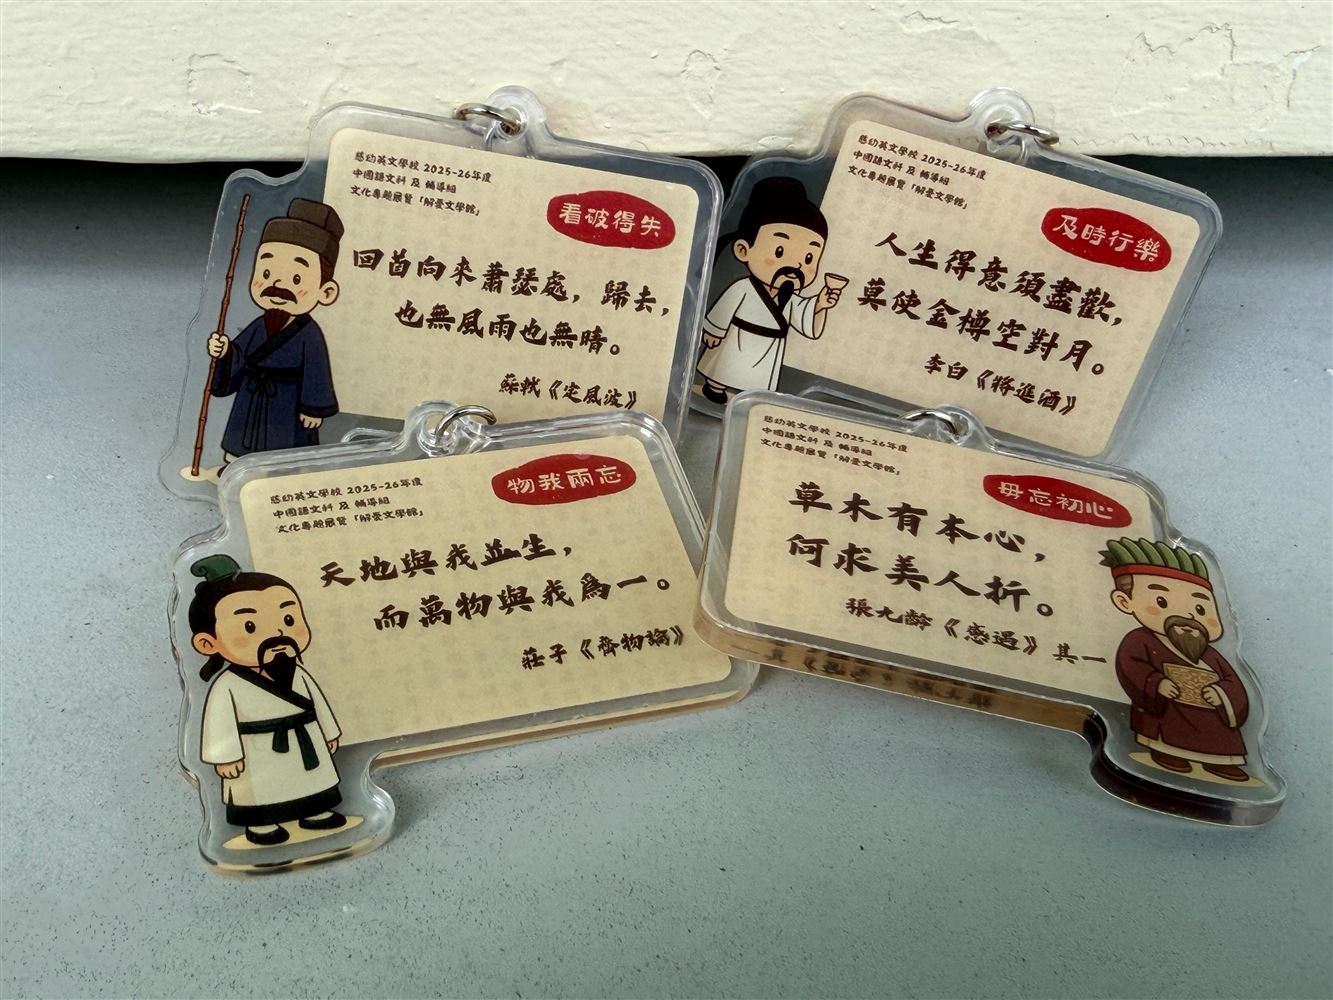 慈幼英文學校 2025-26年度
中國語文科 及 輔導組
文化專題展覽「解憂文學館」
看破得失
回首向來蕭瑟處，歸去，
也無風雨也無晴。
蘇軾《定風波》
慈幼英文學校 2025-26年度
中國語文科 及 輔導組
文化專題展覽「解憂文學館」
及時行樂
人生得意須盡歡，
莫使金樽空對月。
李白《將進酒》
慈幼英文學校 2025-26年度
中國語文科 及 輔導組
文化專題展覽「解憂文學館」
物我兩忘
天地與我並生，
而萬物與我為一。
莊子《齊物論》
慈幼英文學校 2025-26年度
中國語文科 及 輔導組
文化專題展覽「解憂文學館」
毋忘初心
草木有本心，
何求美人折。
張九齡《感遇》其一